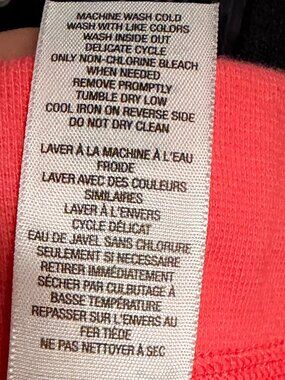 MACHINE WASH COLD
WASH WITH LIKE COLORS
WASH INSIDE OUT
DELICATE CYCLE
ONLY NON-CHLORINE BLEACH
WHEN NEEDED
REMOVE PROMPTLY
TUMBLE DRY LOW
COOL IRON ON REVERSE SIDE
DO NOT DRY CLEAN
LAVER À LA MACHINE À L'EAU
FROIDE
LAVER AVEC DES COULEURS
SIMILAIRES
LAVER À L'ENVERS
CYCLE DÉLICAT
EAU DE JAVEL SANS CHLORURE
SEULEMENT SI NECESSAIRE
RETIRER IMMÉDIATEMENT
SÉCHER PAR CULBUTAGE À
BASSE TEMPÉRATURE
REPASSER SUR L'ENVERS AU
FER TIÈDE
NE PAS NETTOYER À SEC